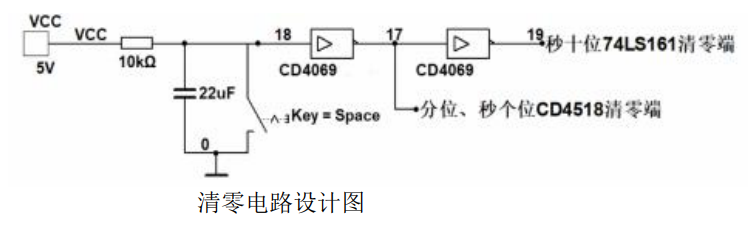 VCC
VCC
5V
10kΩ
18
17
19
秒十位74LS161清零端
CD4069
CD4069
22uF
Key = Space
分位、秒个位CD4518清零端
0
清零电路设计图